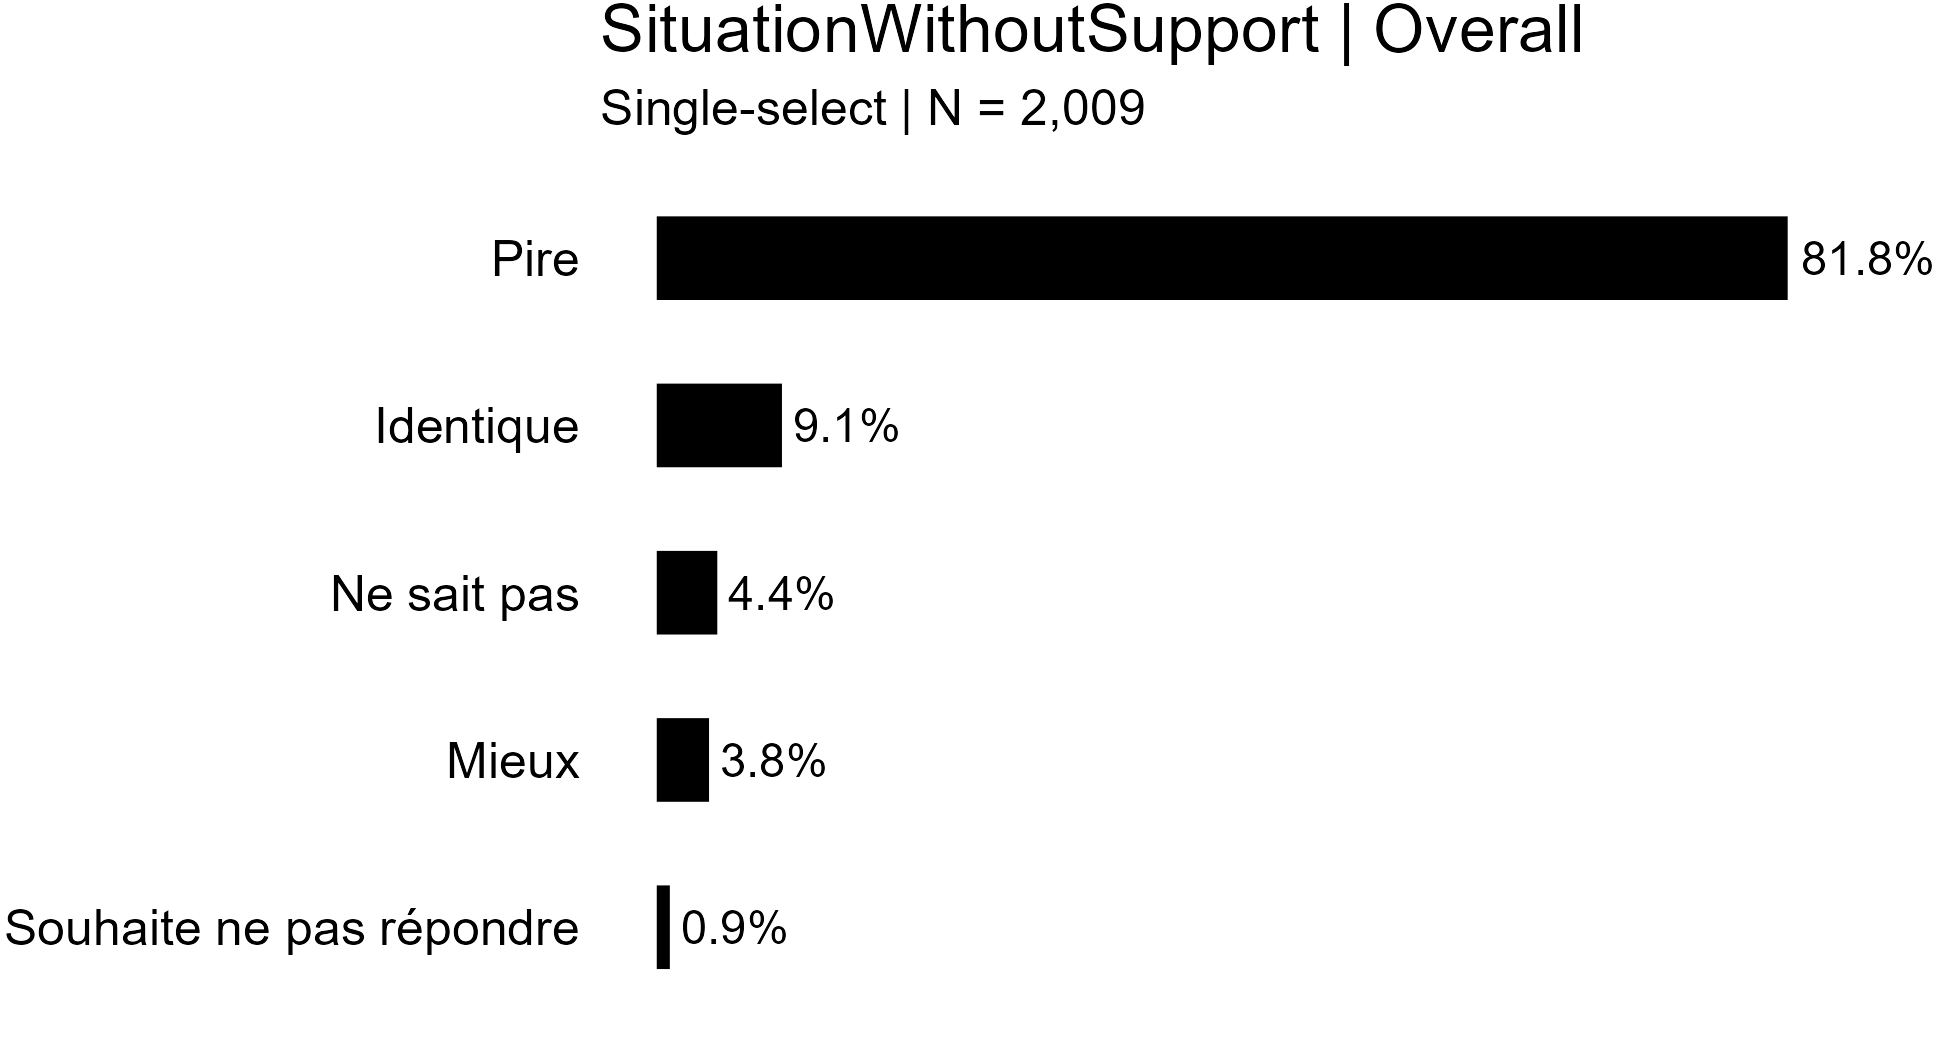 SituationWithoutSupport | Overall
Single-select | N = 2,009
Pire 81.8%
Identique 9.1%
Ne sait pas 4.4%
Mieux 3.8%
Souhaite ne pas répondre 0.9%